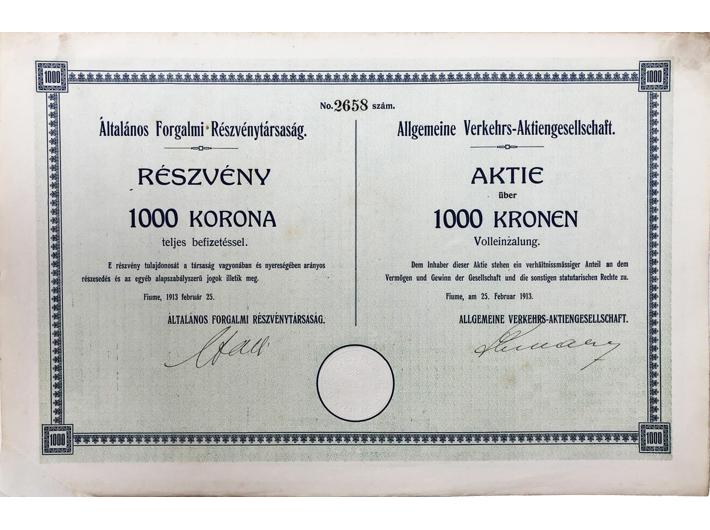 1000
1000
No. 2658 szám.
Általános Forgalmi Részvénytársaság.
RÉSZVÉNY
1000 KORONA
teljes befizetéssel.
E részvény tulajdonosát a társaság vagyonában és nyereségében arányos
részesedés és az egyéb alapszabályszerű jogok illetik meg.
Fiume, 1913 február 25.
ÁLTALÁNOS FORGALMI RÉSZVÉNYTÁRSASÁG.
Allgemeine Verkehrs-Aktiengesellschaft.
AKTIE
über
1000 KRONEN
Volleinzalung.
Dem Inhaber dieser Aktie stehen ein verhältnissmässiger Anteil an dem
Vermögen und Gewinn der Gesellschaft und die sonstigen statutarischen Rechte zu.
Fiume, am 25. Februar 1913.
ALLGEMEINE VERKEHRS-AKTIENGESELLSCHAFT.
1000
1000